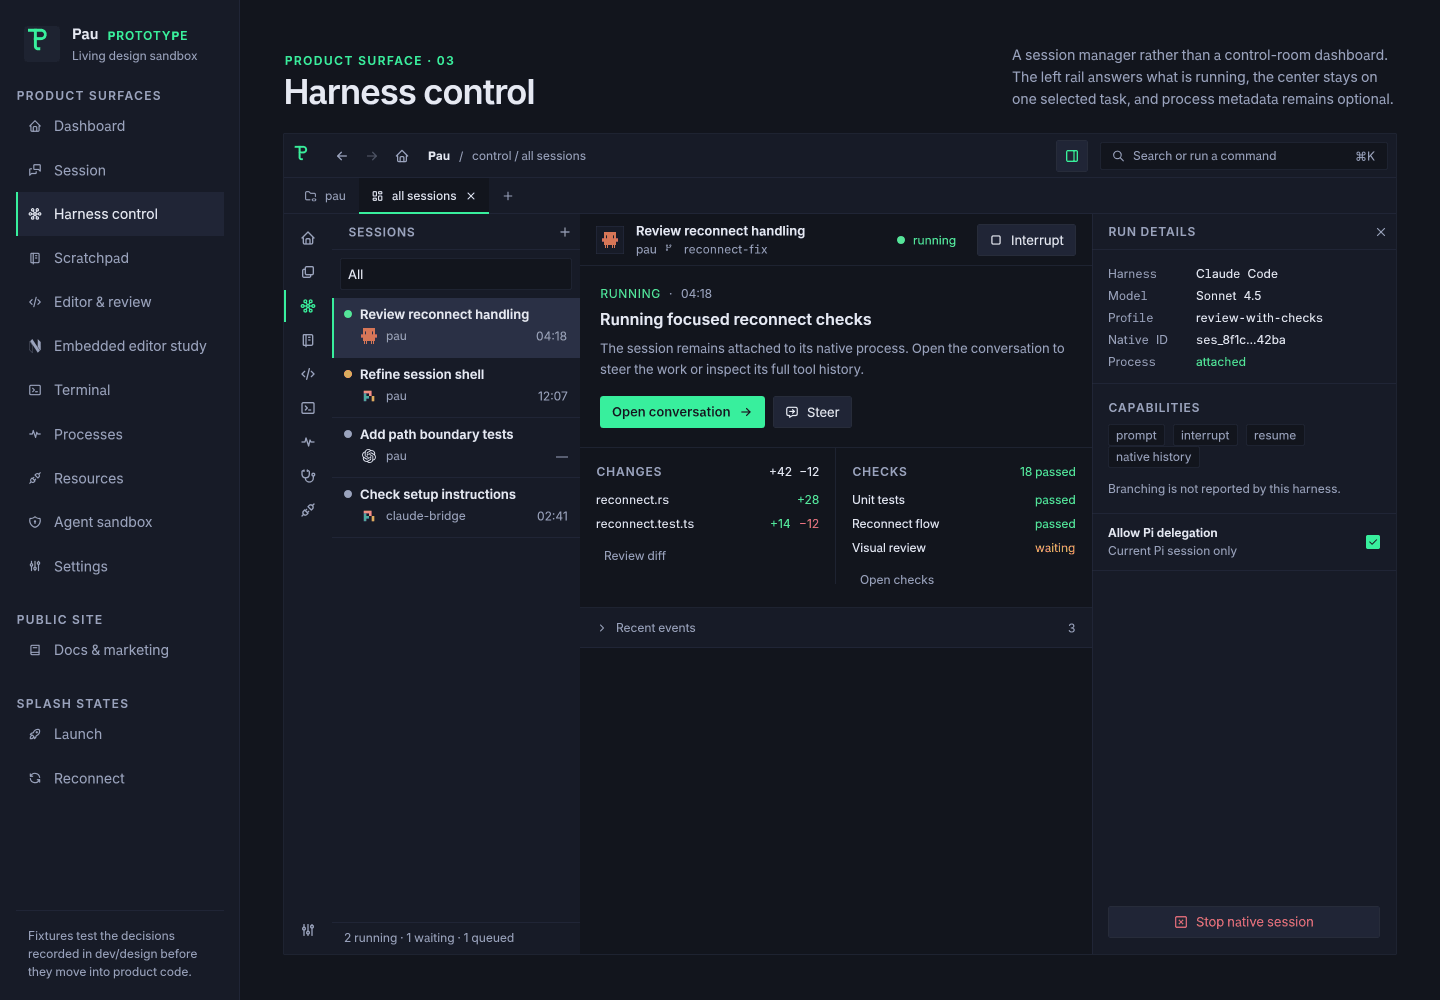 Pau PROTOTYPE
Living design sandbox
PRODUCT SURFACES
Dashboard
Session
Harness control
Scratchpad
Editor & review
Embedded editor study
Terminal
Processes
Resources
Agent sandbox
Settings
PUBLIC SITE
Docs & marketing
SPLASH STATES
Launch
Reconnect
Fixtures test the decisions
recorded in dev/design before
they move into product code.
PRODUCT SURFACE · 03
Harness control
A session manager rather than a control-room dashboard.
The left rail answers what is running, the center stays on
one selected task, and process metadata remains optional.
Pau / control / all sessions
Search or run a command ⌘K
pau
all sessions
SESSIONS
All
Review reconnect handling
pau 04:18
Refine session shell
pau 12:07
Add path boundary tests
pau —
Check setup instructions
claude-bridge 02:41
2 running · 1 waiting · 1 queued
Review reconnect handling
pau reconnect-fix
running
Interrupt
RUNNING · 04:18
Running focused reconnect checks
The session remains attached to its native process. Open the conversation to
steer the work or inspect its full tool history.
Open conversation
Steer
CHANGES +42 −12
reconnect.rs +28
reconnect.test.ts +14 −12
Review diff
CHECKS 18 passed
Unit tests passed
Reconnect flow passed
Visual review waiting
Open checks
Recent events 3
RUN DETAILS
Harness Claude Code
Model Sonnet 4.5
Profile review-with-checks
Native ID ses_8f1c…42ba
Process attached
CAPABILITIES
prompt interrupt resume
native history
Branching is not reported by this harness.
Allow Pi delegation
Current Pi session only
Stop native session